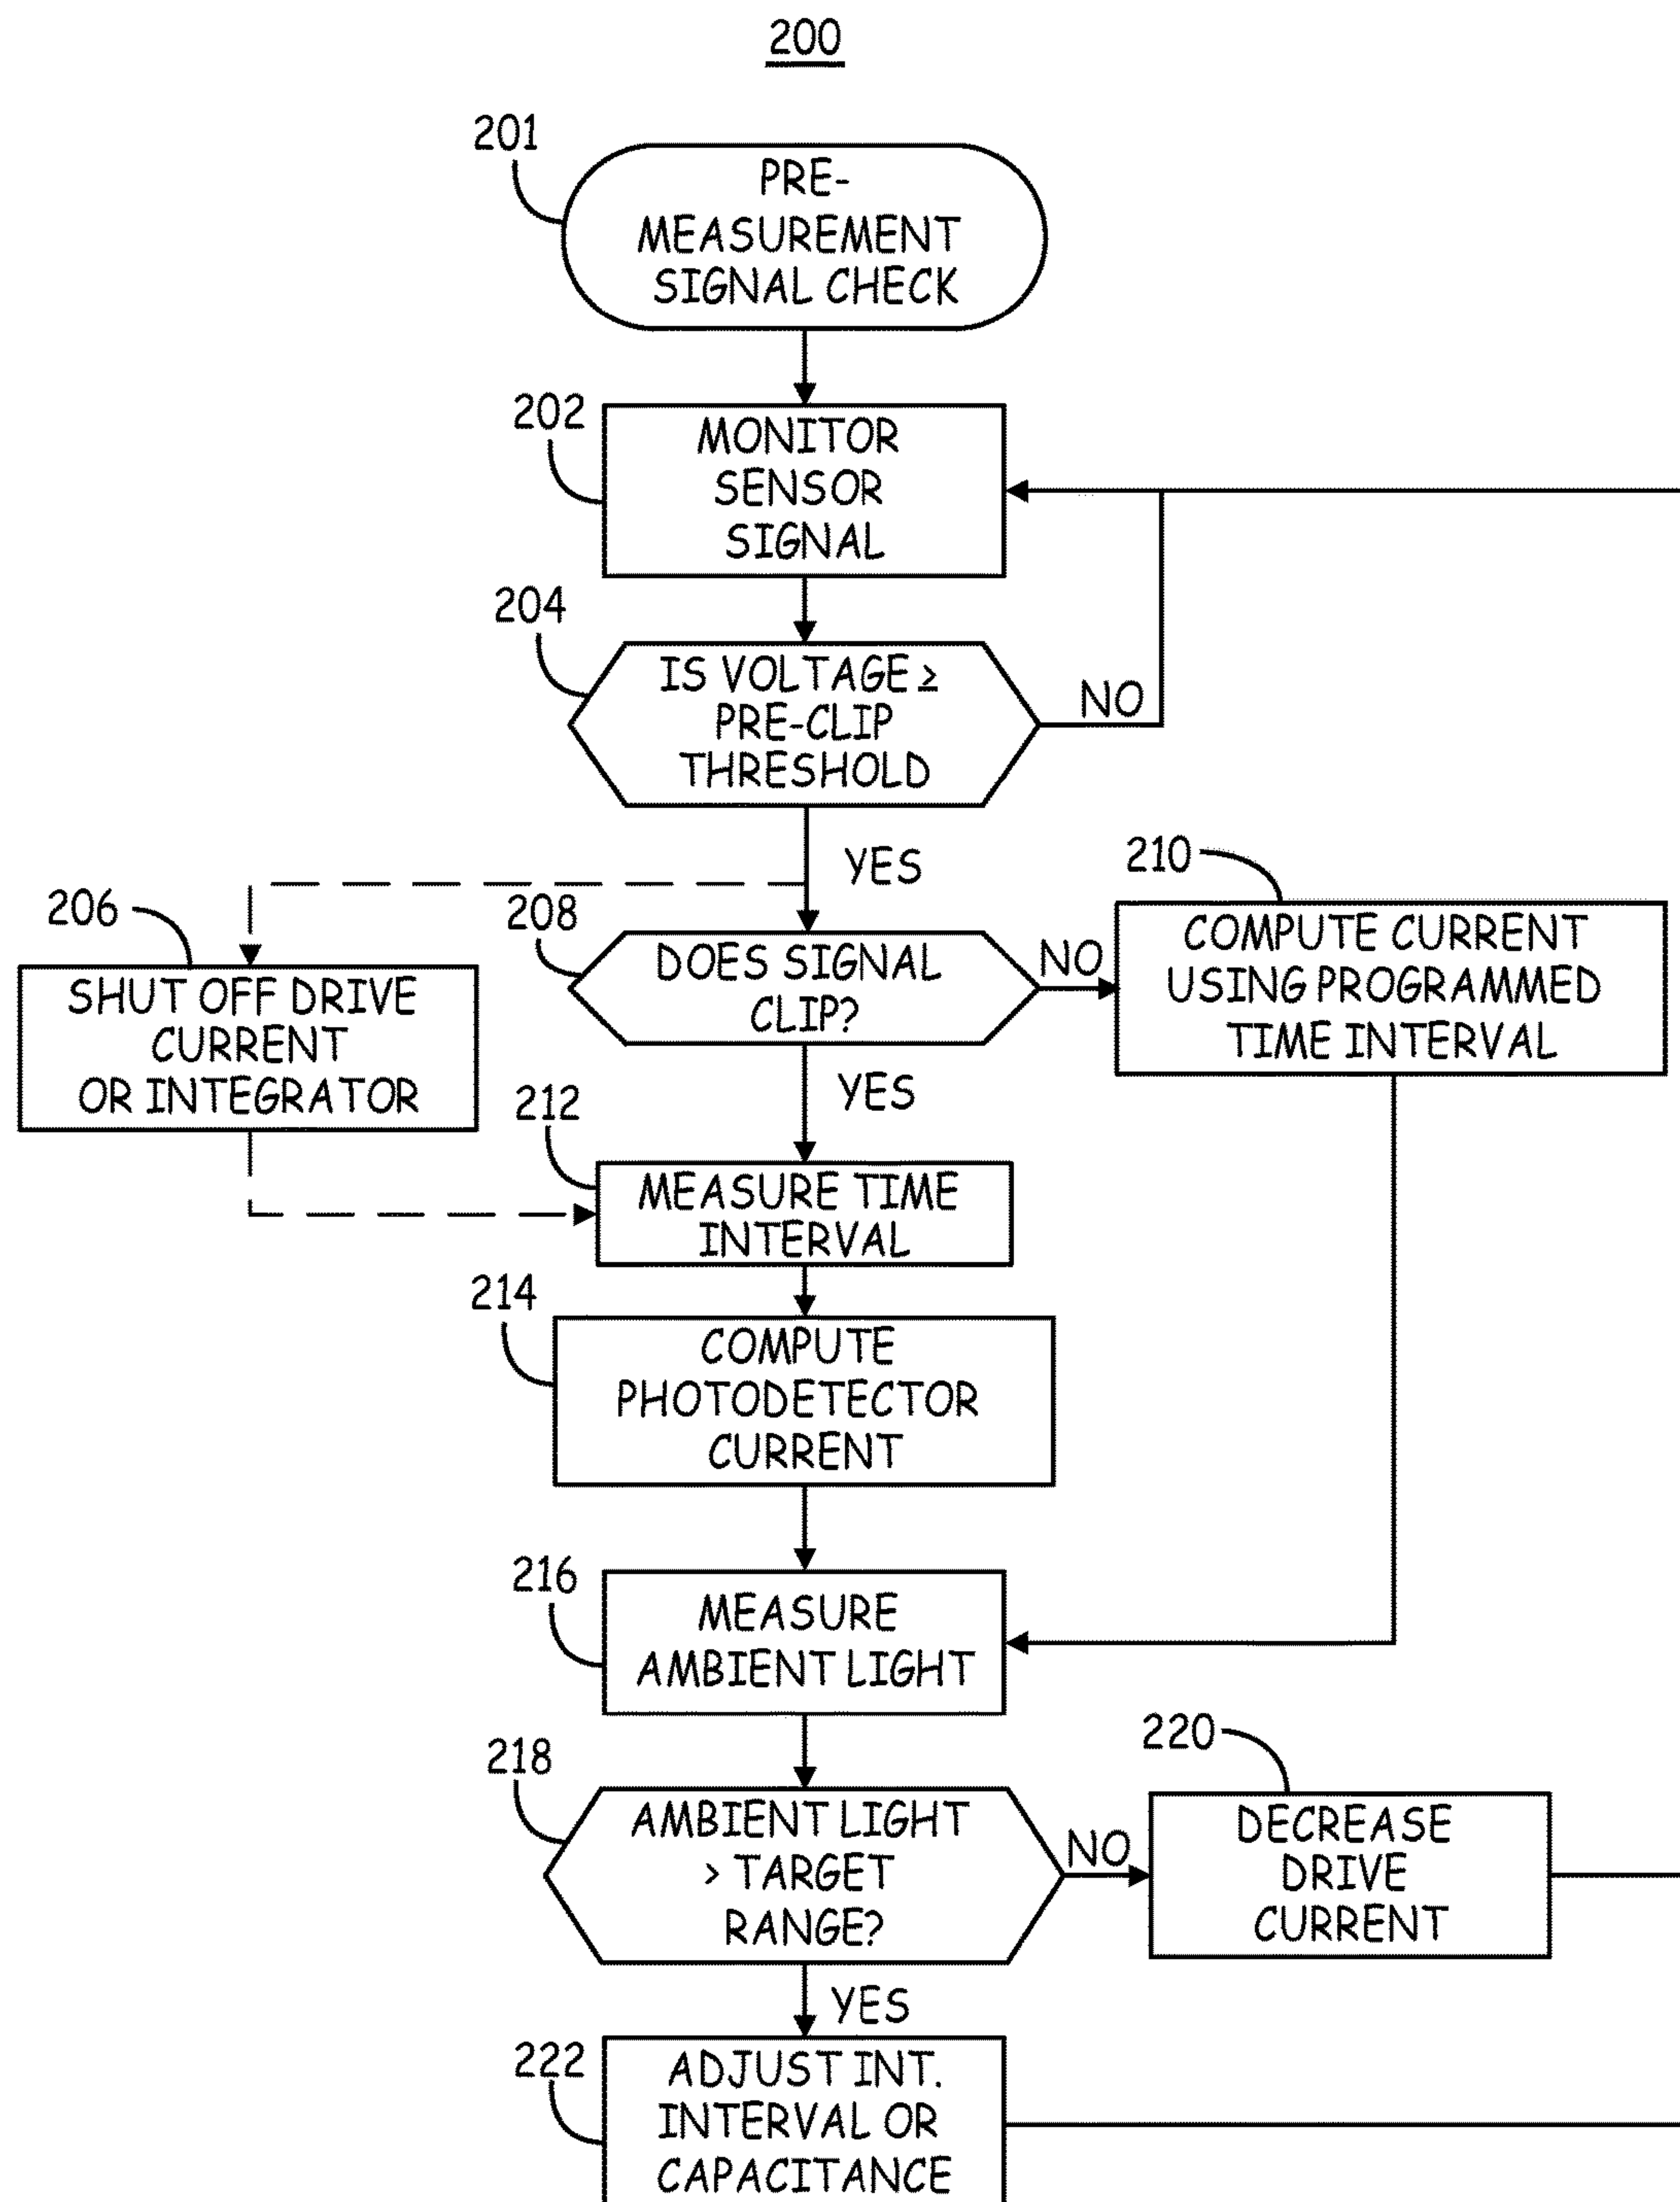 200
201
PRE-
MEASUREMENT
SIGNAL CHECK
202
MONITOR
SENSOR
SIGNAL
204
IS VOLTAGE ≥
PRE-CLIP
THRESHOLD
NO
YES
206
SHUT OFF DRIVE
CURRENT
OR INTEGRATOR
208
DOES SIGNAL
CLIP?
NO
210
COMPUTE CURRENT
USING PROGRAMMED
TIME INTERVAL
YES
212
MEASURE TIME
INTERVAL
214
COMPUTE
PHOTODETECTOR
CURRENT
216
MEASURE
AMBIENT LIGHT
218
AMBIENT LIGHT
> TARGET
RANGE?
NO
220
DECREASE
DRIVE
CURRENT
YES
222
ADJUST INT.
INTERVAL OR
CAPACITANCE